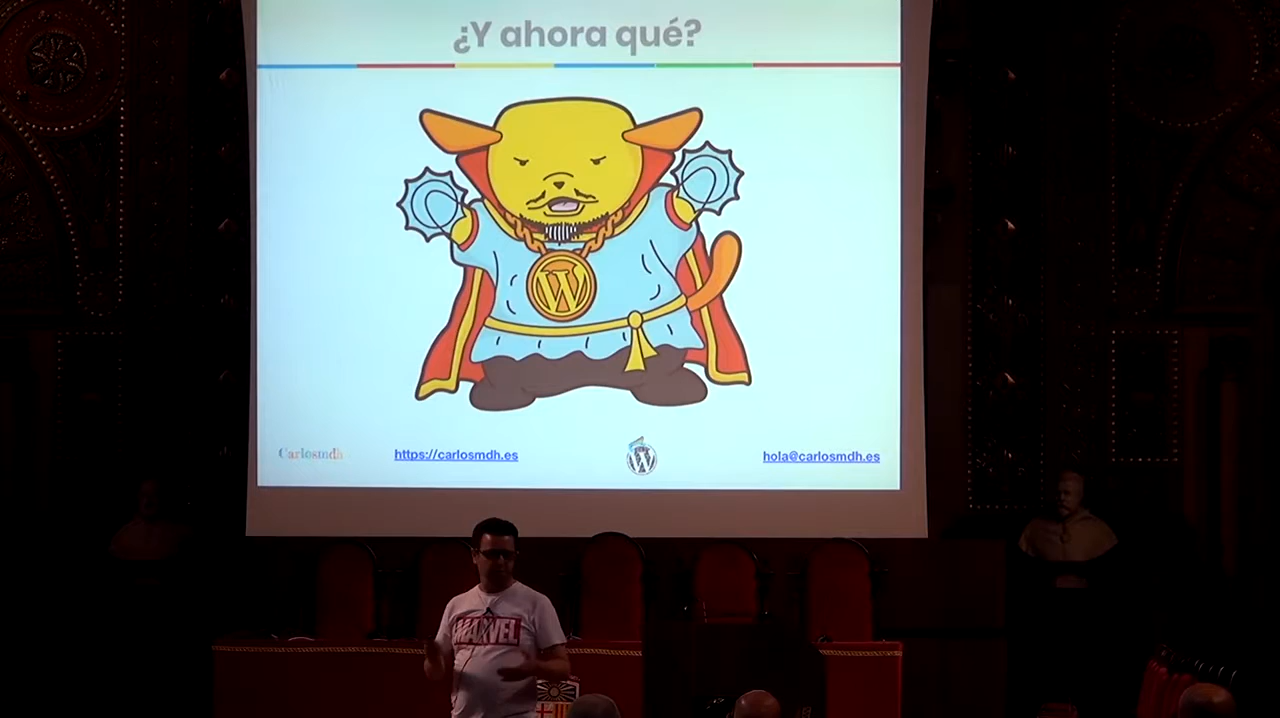 ¿Y ahora qué?
W
Carlosmdh
https://carlosmdh.es
W
hola@carlosmdh.es
MARVEL